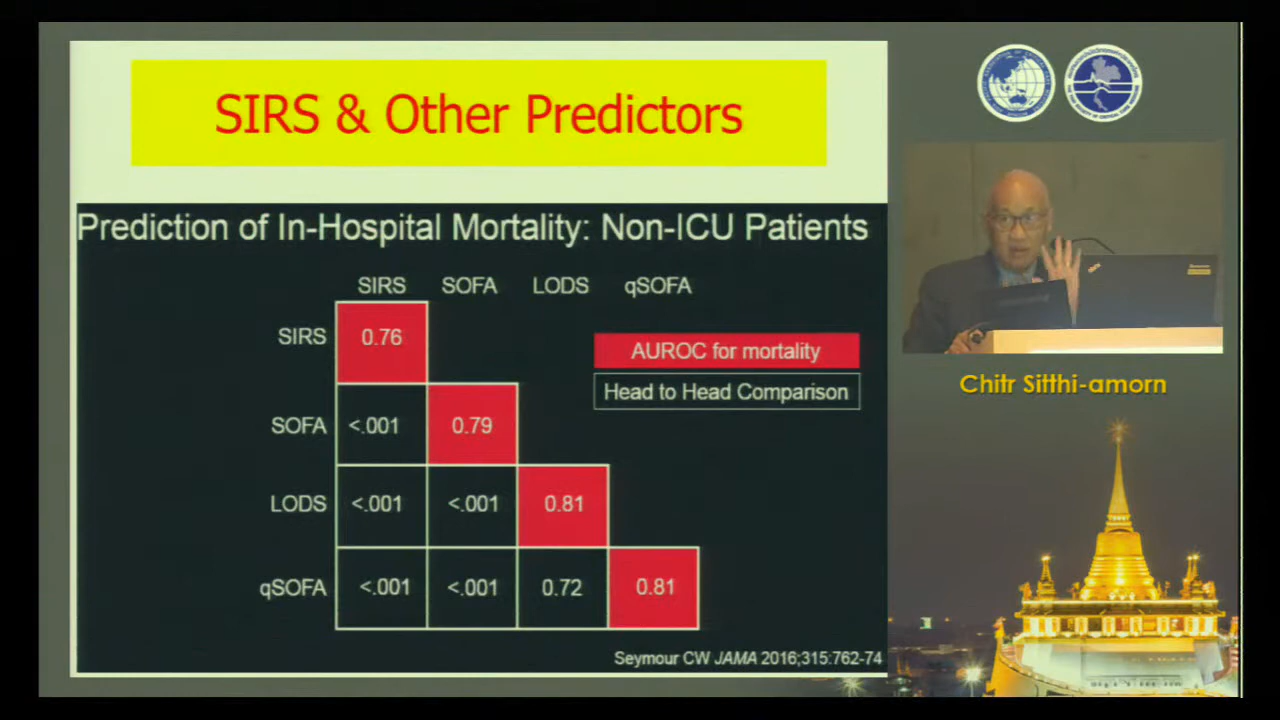 SIRS & Other Predictors
Prediction of In-Hospital Mortality: Non-ICU Patients
SIRS SOFA LODS qSOFA
SIRS 0.76
AUROC for mortality
Head to Head Comparison
SOFA <.001 0.79
LODS <.001 <.001 0.81
qSOFA <.001 <.001 0.72 0.81
Seymour CW JAMA 2016;315:762-74
Chitr Sitthi-amorn